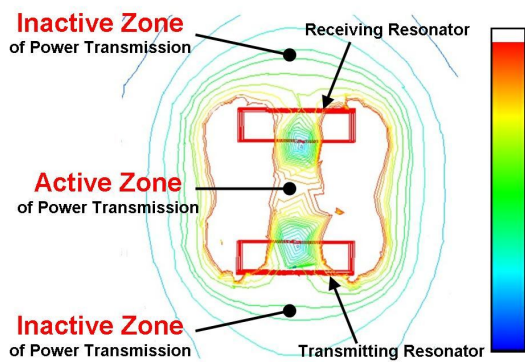 Inactive Zone
of Power Transmission
Receiving Resonator
Active Zone
of Power Transmission
Inactive Zone
of Power Transmission
Transmitting Resonator